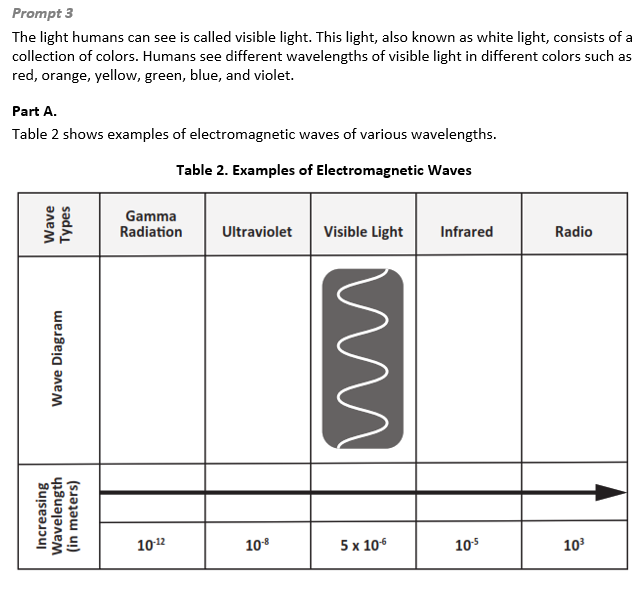 Prompt 3
The light humans can see is called visible light. This light, also known as white light, consists of a
collection of colors. Humans see different wavelengths of visible light in different colors such as
red, orange, yellow, green, blue, and violet.
Part A.
Table 2 shows examples of electromagnetic waves of various wavelengths.
Table 2. Examples of Electromagnetic Waves
Wave
Types
Gamma
Radiation
Ultraviolet
Visible Light
Infrared
Radio
Wave Diagram
Increasing
Wavelength
(in meters)
10⁻¹²
10⁻⁸
5 x 10⁻⁶
10⁻⁵
10³